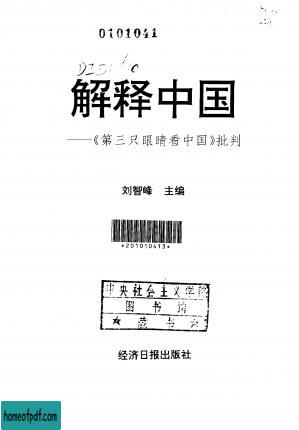 0101041
解释中国
——《第三只眼睛看中国》批判
刘智峰 主编
*201010413*
中央社会主义学院
图书馆
★藏书章
经济日报出版社
homeofpdf.com